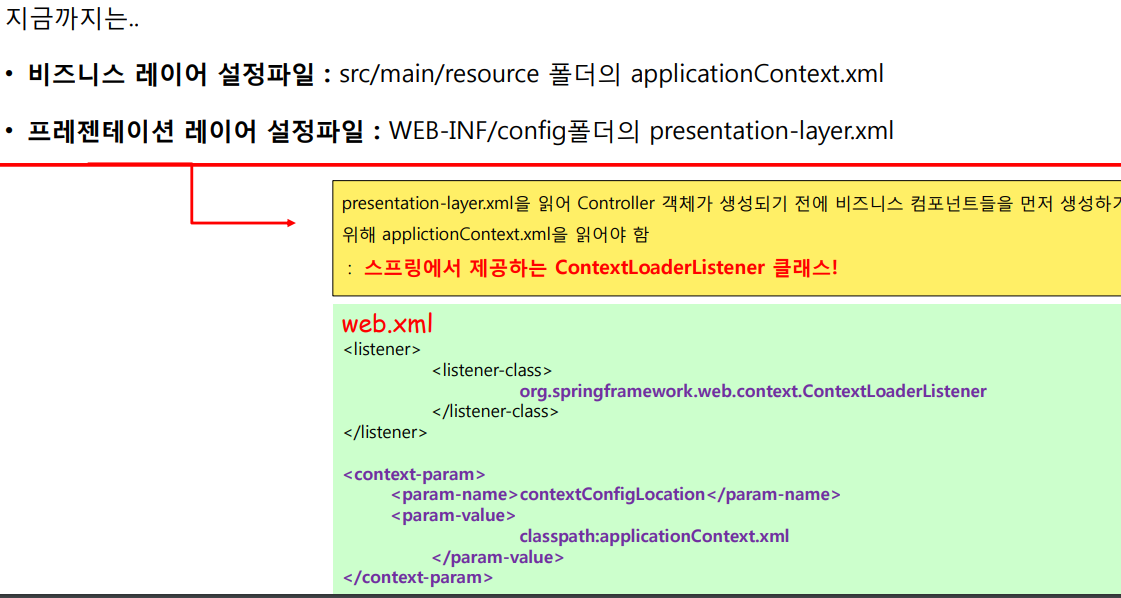 지금까지는..
• 비즈니스 레이어 설정파일 : src/main/resource 폴더의 applicationContext.xml
• 프레젠테이션 레이어 설정파일 : WEB-INF/config폴더의 presentation-layer.xml
presentation-layer.xml을 읽어 Controller 객체가 생성되기 전에 비즈니스 컴포넌트들을 먼저 생성하기
위해 applictionContext.xml을 읽어야 함
: 스프링에서 제공하는 ContextLoaderListener 클래스!
web.xml
<listener>
<listener-class>
org.springframework.web.context.ContextLoaderListener
</listener-class>
</listener>
<context-param>
<param-name>contextConfigLocation</param-name>
<param-value>
classpath:applicationContext.xml
</param-value>
</context-param>